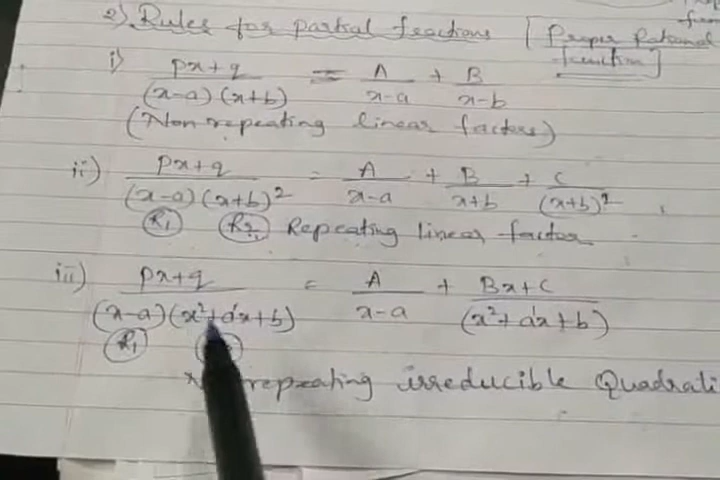 2) Rules for partial fractions [Proper Rational function]
i) px+q / (x-a)(x+b) = A / x-a + B / x-b
(Non repeating linear factors)
ii) px+q / (x-a)(x+b)² = A / x-a + B / x+b + C / (x+b)²
R₁ R₂ Repeating linear factor
iii) px+q / (x-a)(x²+a'x+b) = A / x-a + Bx+C / (x²+a'x+b)
R₁
repeating irreducible Quadrati